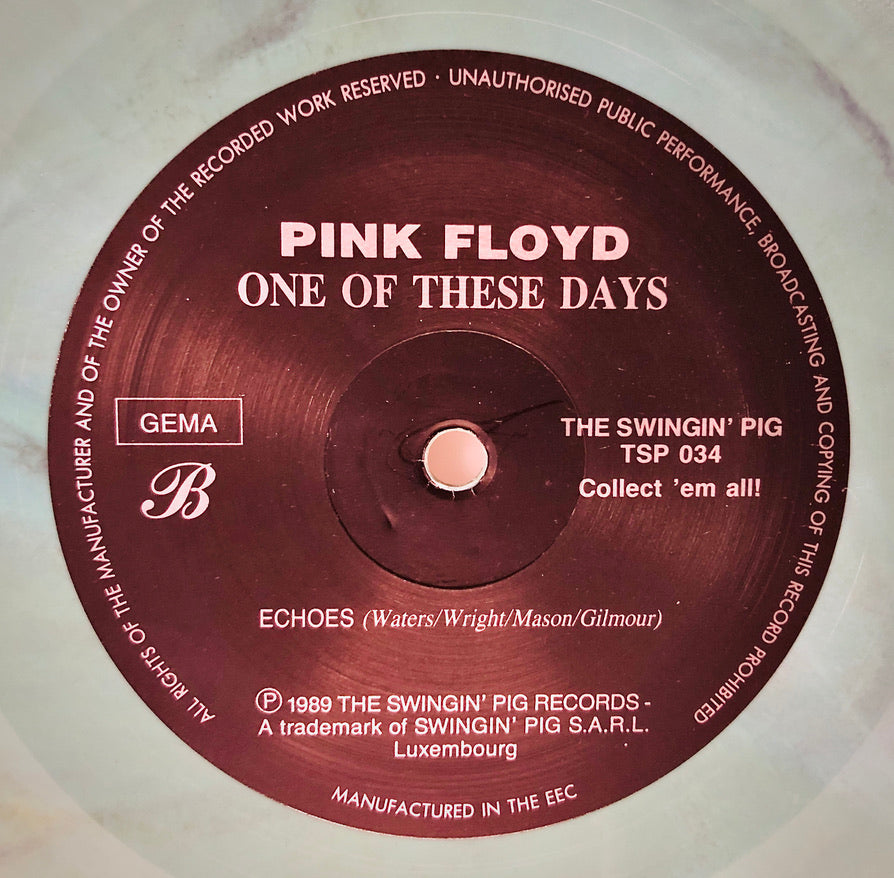 ALL RIGHTS OF THE MANUFACTURER AND OF THE OWNER OF THE RECORDED WORK RESERVED · UNAUTHORISED PUBLIC PERFORMANCE, BROADCASTING AND COPYING OF THIS RECORD PROHIBITED
PINK FLOYD
ONE OF THESE DAYS
GEMA
B
THE SWINGIN' PIG
TSP 034
Collect 'em all!
ECHOES (Waters/Wright/Mason/Gilmour)
Ⓟ 1989 THE SWINGIN' PIG RECORDS -
A trademark of SWINGIN' PIG S.A.R.L.
Luxembourg
MANUFACTURED IN THE EEC